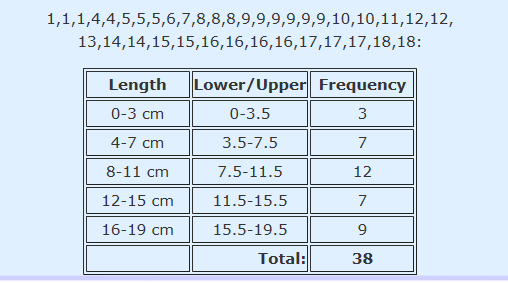 1,1,1,4,4,5,5,5,6,7,8,8,8,9,9,9,9,9,9,10,10,11,12,12,
13,14,14,15,15,16,16,16,16,17,17,17,18,18:
Length Lower/Upper Frequency
0-3 cm 0-3.5 3
4-7 cm 3.5-7.5 7
8-11 cm 7.5-11.5 12
12-15 cm 11.5-15.5 7
16-19 cm 15.5-19.5 9
Total: 38